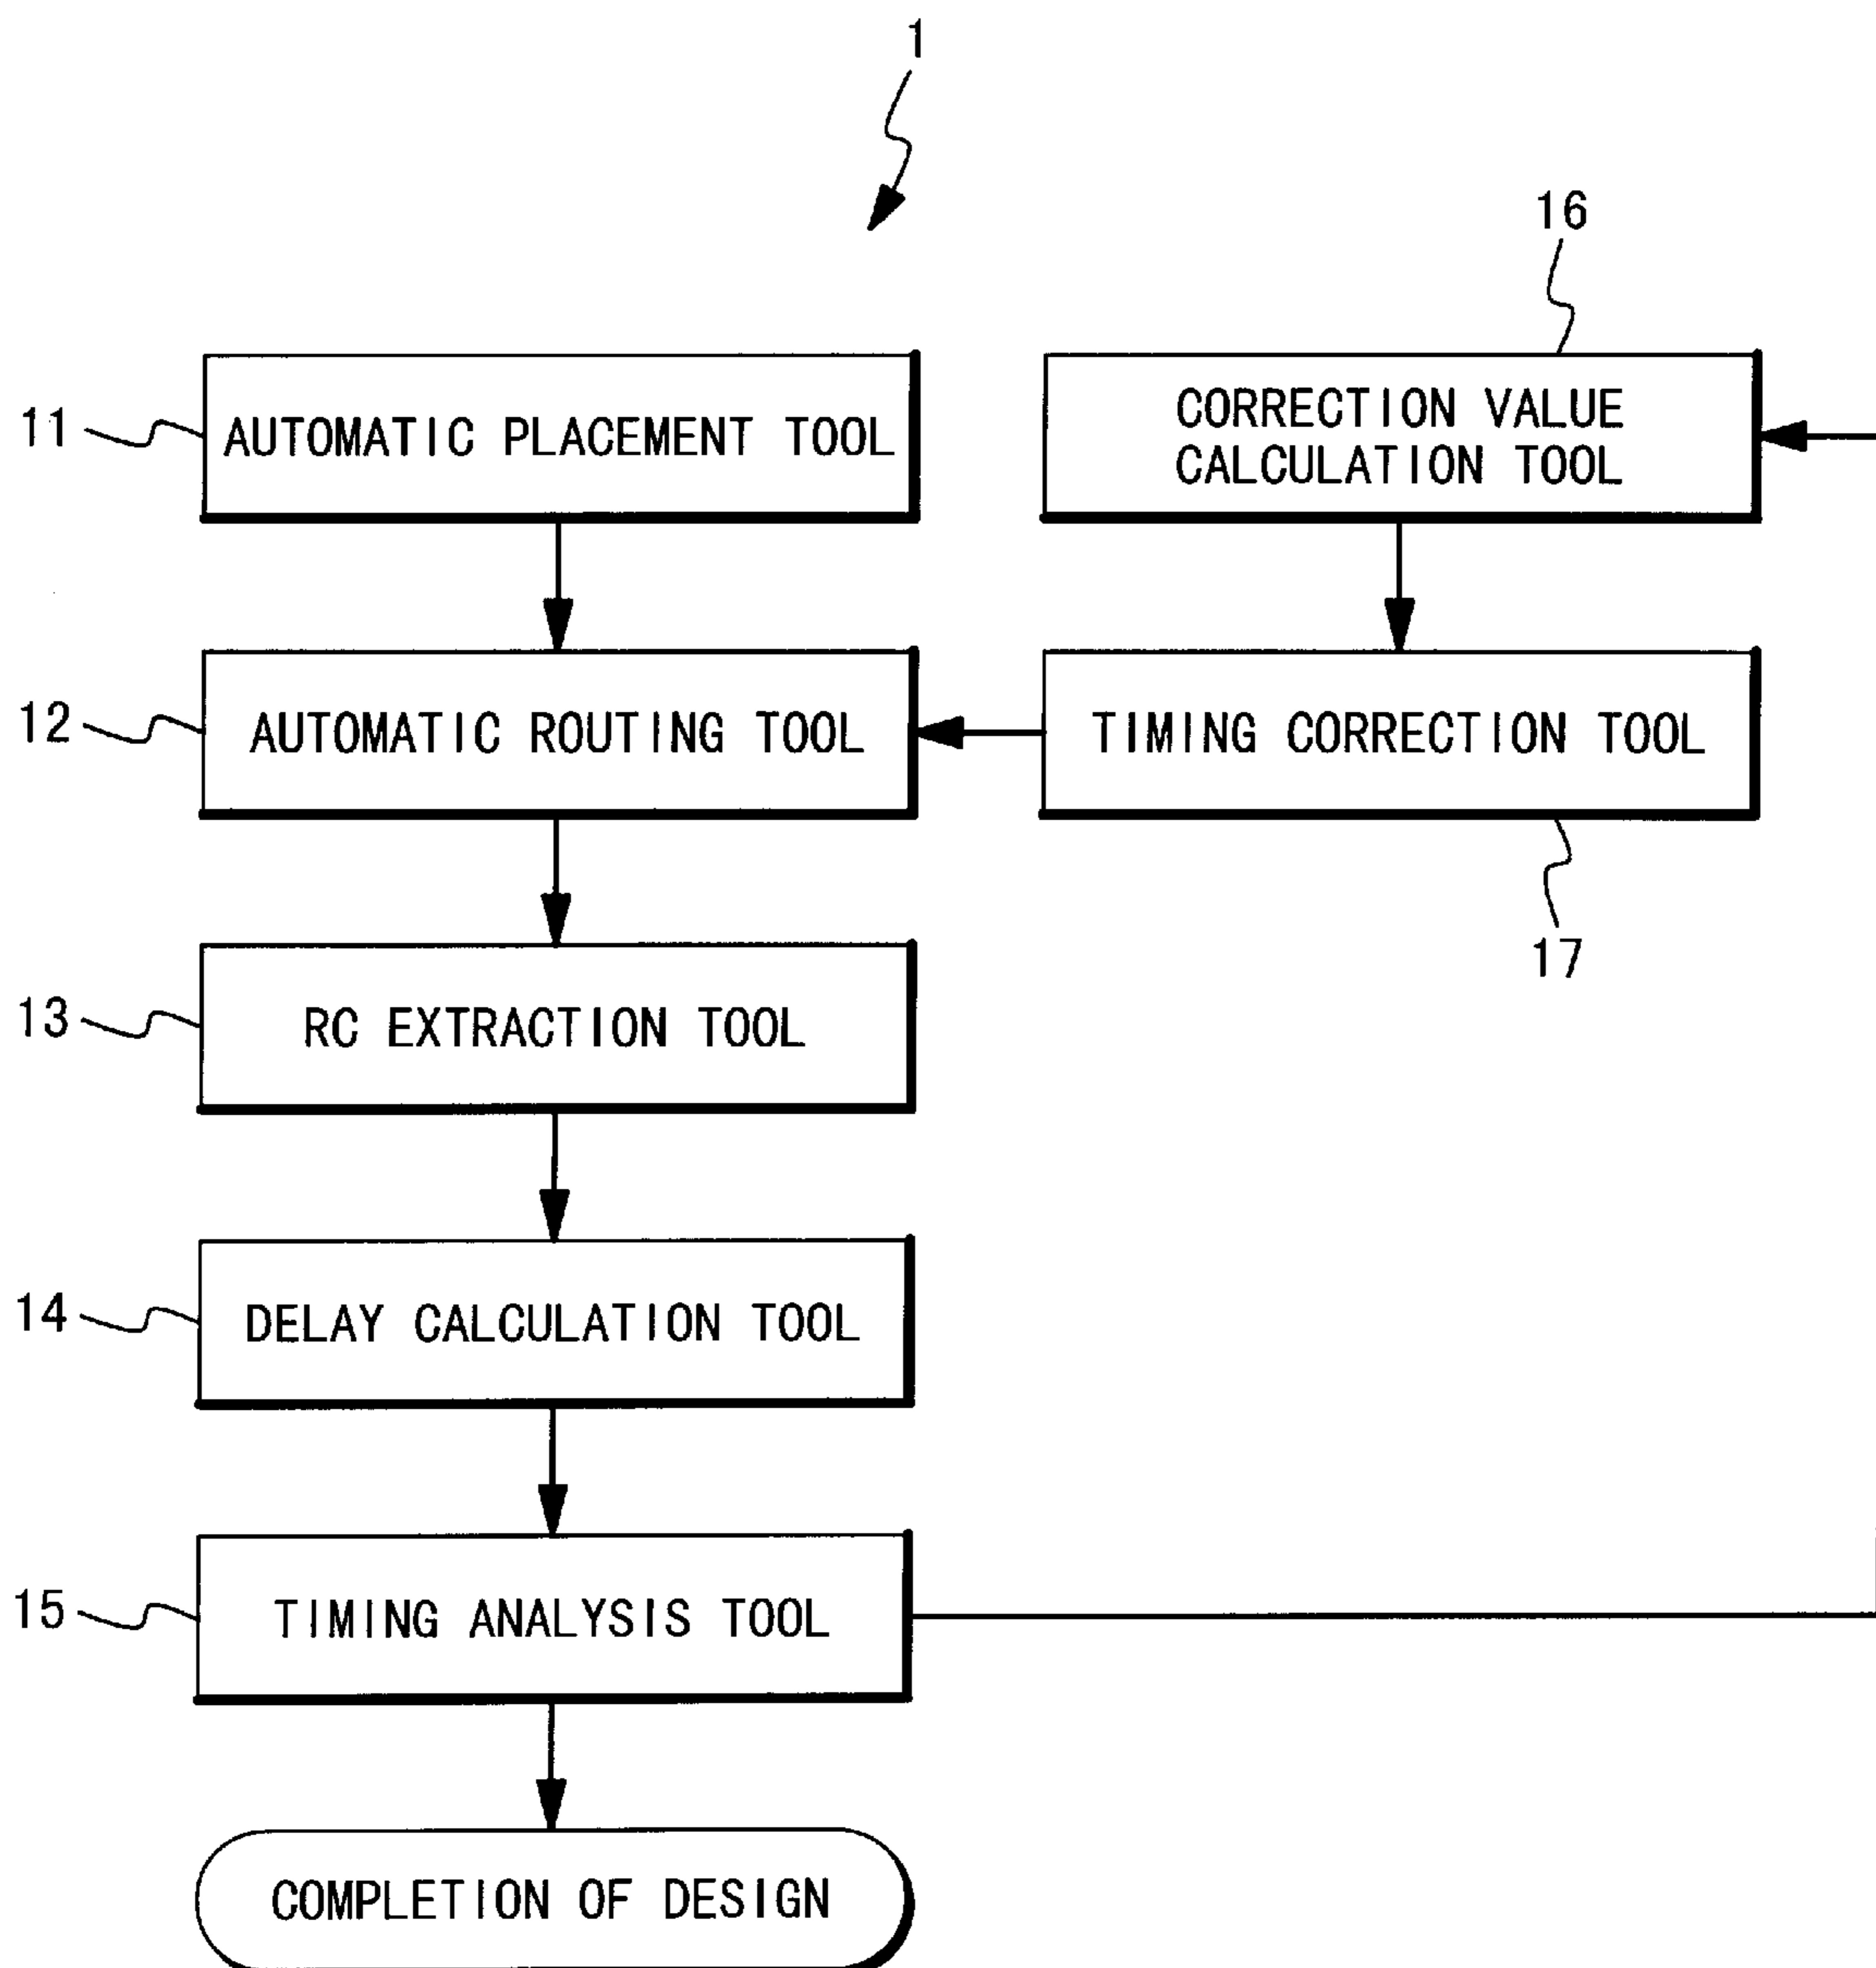 1
16
11
AUTOMATIC PLACEMENT TOOL
CORRECTION VALUE
CALCULATION TOOL
12
AUTOMATIC ROUTING TOOL
TIMING CORRECTION TOOL
17
13
RC EXTRACTION TOOL
14
DELAY CALCULATION TOOL
15
TIMING ANALYSIS TOOL
COMPLETION OF DESIGN